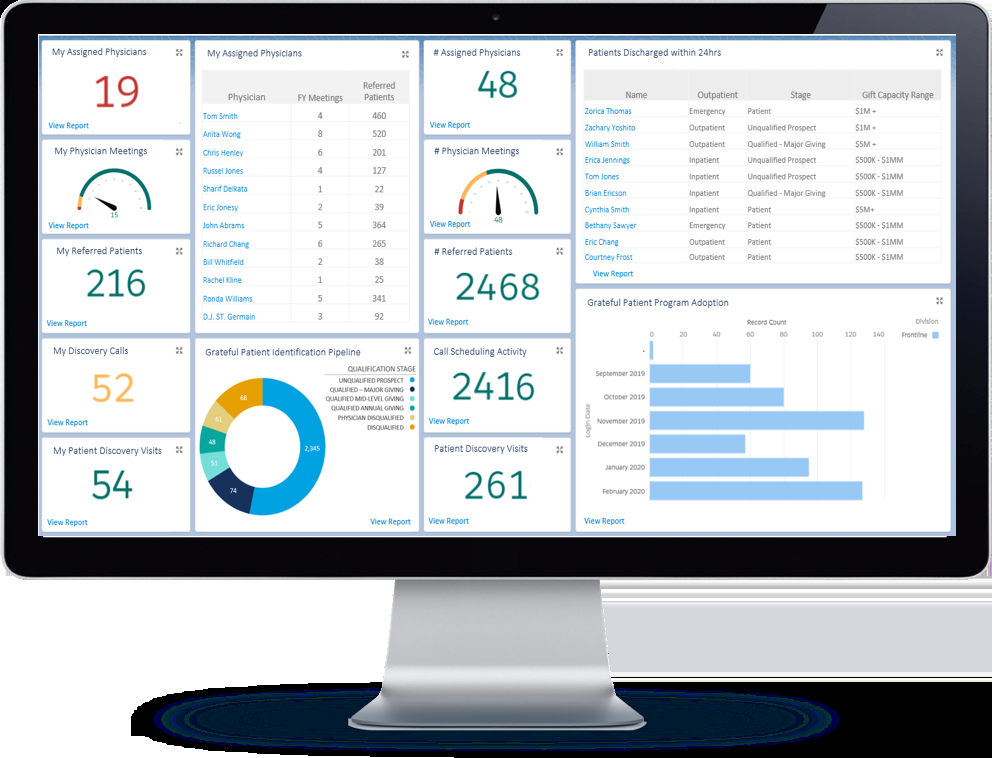 My Assigned Physicians
19
View Report
My Physician Meetings
15
View Report
My Referred Patients
216
View Report
My Discovery Calls
52
View Report
My Patient Discovery Visits
54
View Report
My Assigned Physicians
Physician FY Meetings Referred Patients
Tom Smith 4 460
Anita Wong 8 520
Chris Henley 6 201
Russei Jones 4 127
Sharif Delkata 1 22
Eric Jonesy 2 39
John Abrams 5 364
Richard Chang 6 265
Bill Whitfield 2 38
Rachel Kline 1 25
Ronda Williams 5 341
D.J. ST. Germain 3 92
Grateful Patient Identification Pipeline
QUALIFICATION STAGE
UNQUALIFIED PROSPECT
QUALIFIED – MAJOR GIVING
QUALIFIED MID-LEVEL GIVING
QUALIFIED ANNUAL GIVING
PHYSICIAN DISQUALIFIED
DISQUALIFIED
68
61
48
51
74
2,345
View Report
# Assigned Physicians
48
View Report
# Physician Meetings
48
View Report
# Referred Patients
2468
View Report
Call Scheduling Activity
2416
View Report
Patient Discovery Visits
261
View Report
Patients Discharged within 24hrs
Name Outpatient Stage Gift Capacity Range
Zorica Thomas Emergency Patient $1M +
Zachary Yoshito Outpatient Unqualified Prospect $1M +
William Smith Outpatient Qualified - Major Giving $5M +
Erica Jennings Inpatient Unqualified Prospect $500K - $1MM
Tom Jones Inpatient Unqualified Prospect $500K - $1MM
Brian Ericson Inpatient Qualified - Major Giving $500K - $1MM
Cynthia Smith Inpatient Patient $5M+
Bethany Sawyer Emergency Patient $500K - $1MM
Eric Chang Outpatient Patient $500K - $1MM
Courtney Frost Outpatient Patient $500K - $1MM
View Report
Grateful Patient Program Adoption
Record Count
Division
Frontline
0 20 40 60 80 100 120 140
-
September 2019
October 2019
November 2019
December 2019
January 2020
February 2020
Login Date
View Report